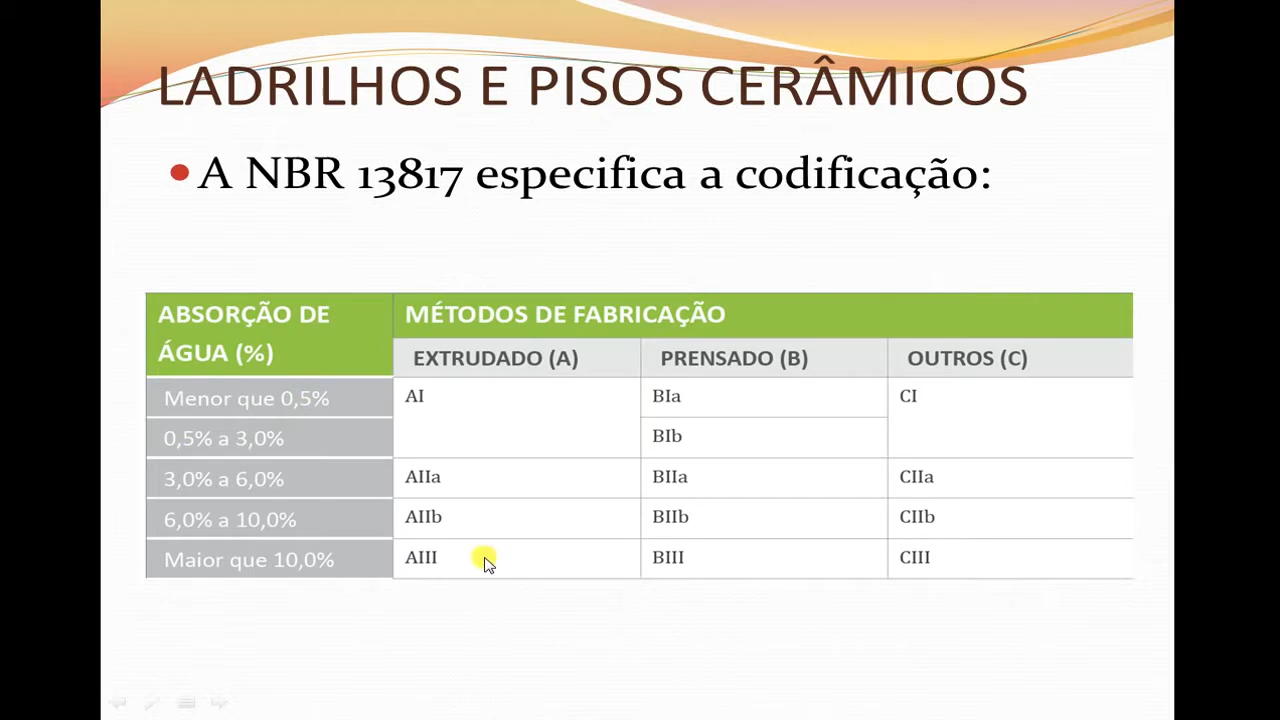 LADRILHOS E PISOS CERÂMICOS
• A NBR 13817 especifica a codificação:
ABSORÇÃO DE ÁGUA (%) MÉTODOS DE FABRICAÇÃO
EXTRUDADO (A) PRENSADO (B) OUTROS (C)
Menor que 0,5% AI BIa CI
0,5% a 3,0% BIb
3,0% a 6,0% AIIa BIIa CIIa
6,0% a 10,0% AIIb BIIb CIIb
Maior que 10,0% AIII BIII CIII